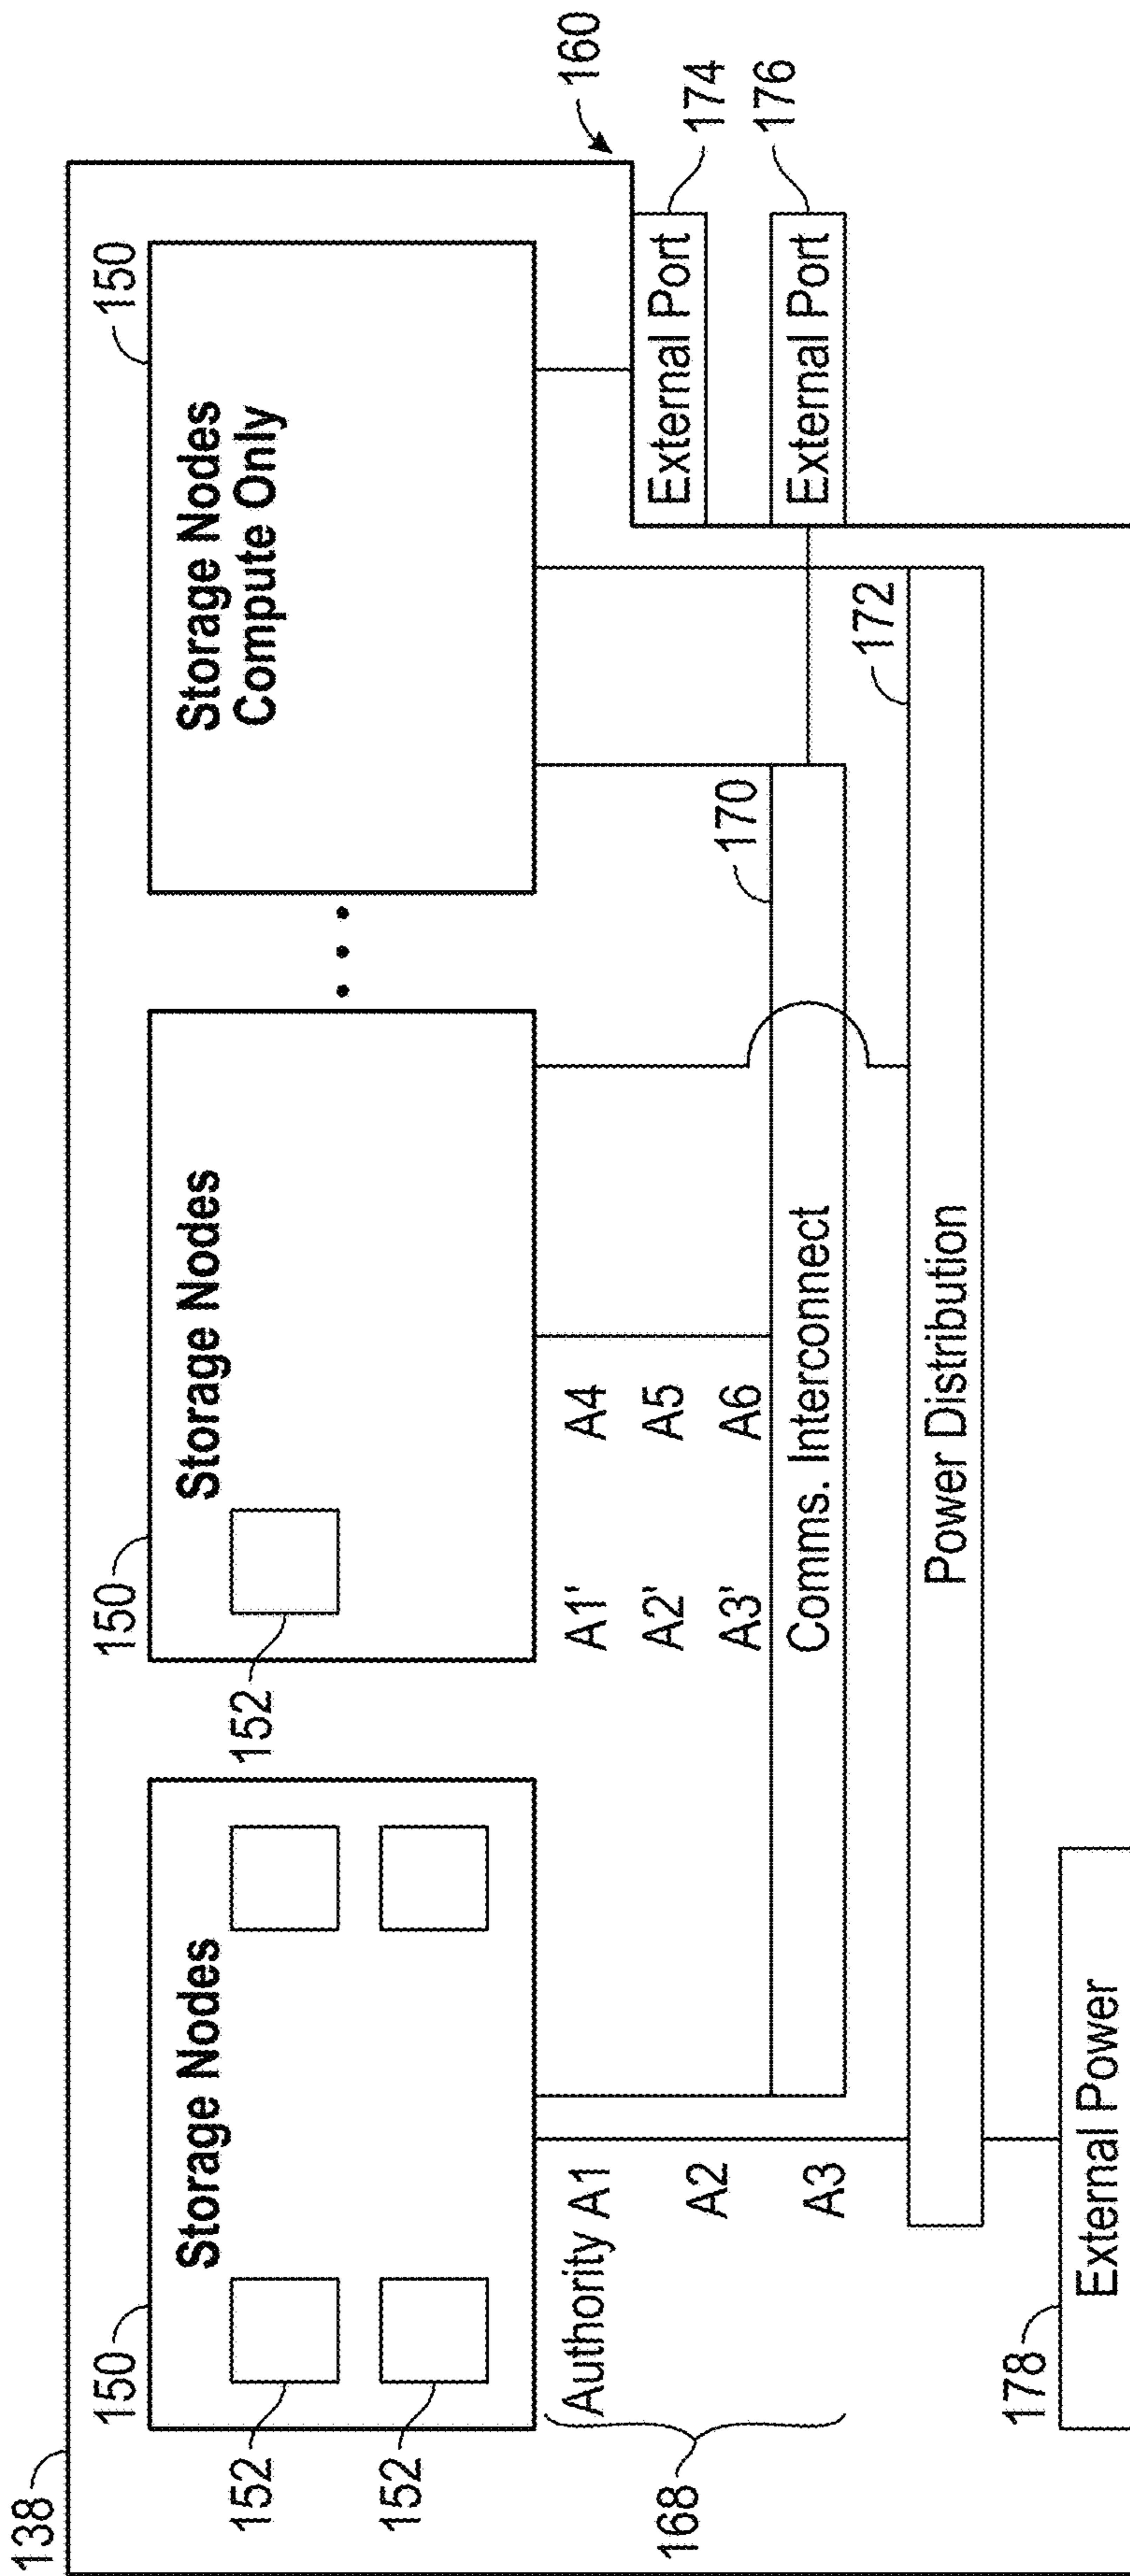 138
160
150
Storage Nodes
152
152
150
Storage Nodes
152
150
Storage Nodes
Compute Only
168
Authority A1
A2
A3
A1'
A2'
A3'
A4
A5
A6
170
Comms. Interconnect
172
Power Distribution
External Port
174
External Port
176
178
External Power